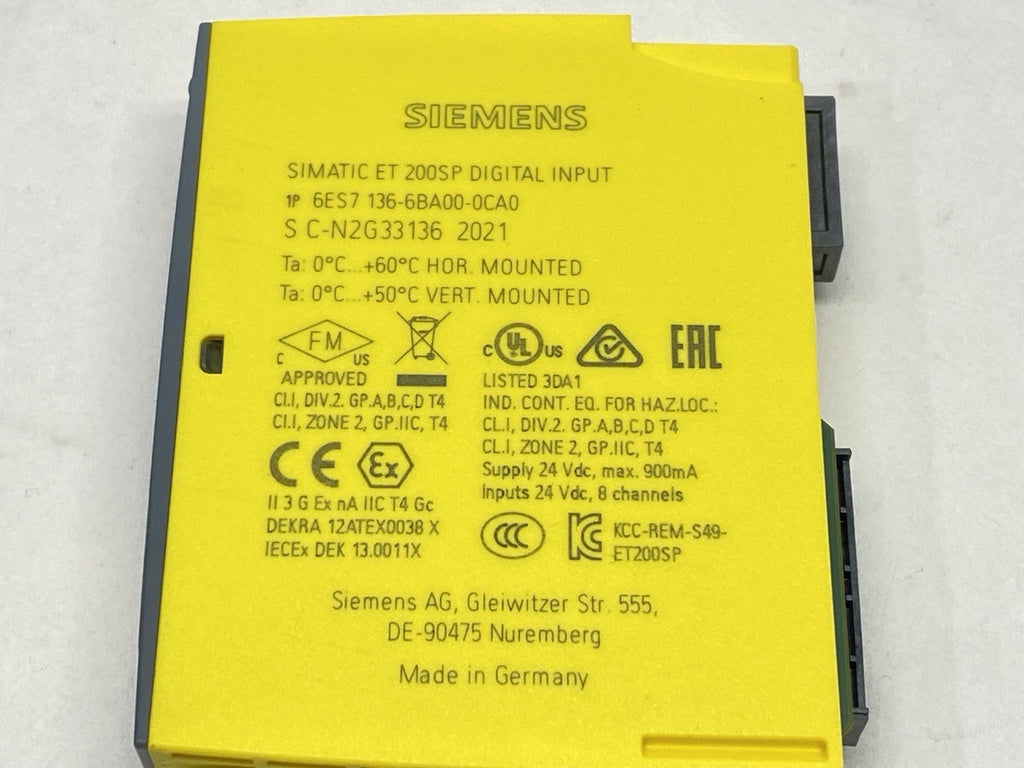 SIEMENS
SIMATIC ET 200SP DIGITAL INPUT
1P 6ES7 136-6BA00-0CA0
S C-N2G33136 2021
Ta: 0°C...+60°C HOR. MOUNTED
Ta: 0°C...+50°C VERT. MOUNTED
C FM US
APPROVED
Cl.I, DIV.2. GP.A,B,C,D T4
Cl.I, ZONE 2, GP.IIC, T4
CE Ex
II 3 G Ex nA IIC T4 Gc
DEKRA 12ATEX0038 X
IECEx DEK 13.0011X
C UL US
EAC
LISTED 3DA1
IND. CONT. EQ. FOR HAZ.LOC.:
CL.I, DIV.2. GP.A,B,C,D T4
CL.I, ZONE 2, GP.IIC, T4
Supply 24 Vdc, max. 900mA
Inputs 24 Vdc, 8 channels
CCC
KC
KCC-REM-S49-
ET200SP
Siemens AG, Gleiwitzer Str. 555,
DE-90475 Nuremberg
Made in Germany